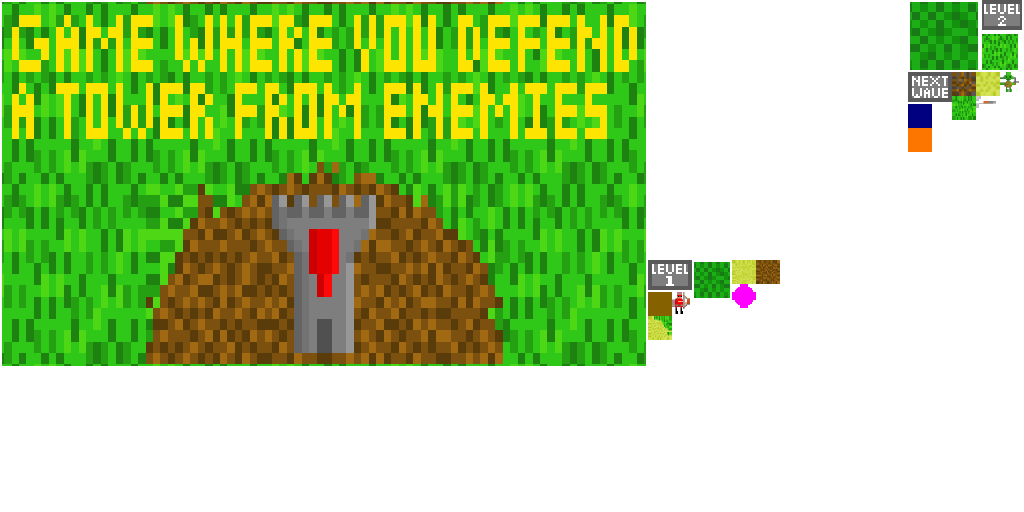 GAME WHERE YOU DEFEND
A TOWER FROM ENEMIES
LEVEL
2
NEXT
WAVE
LEVEL
1